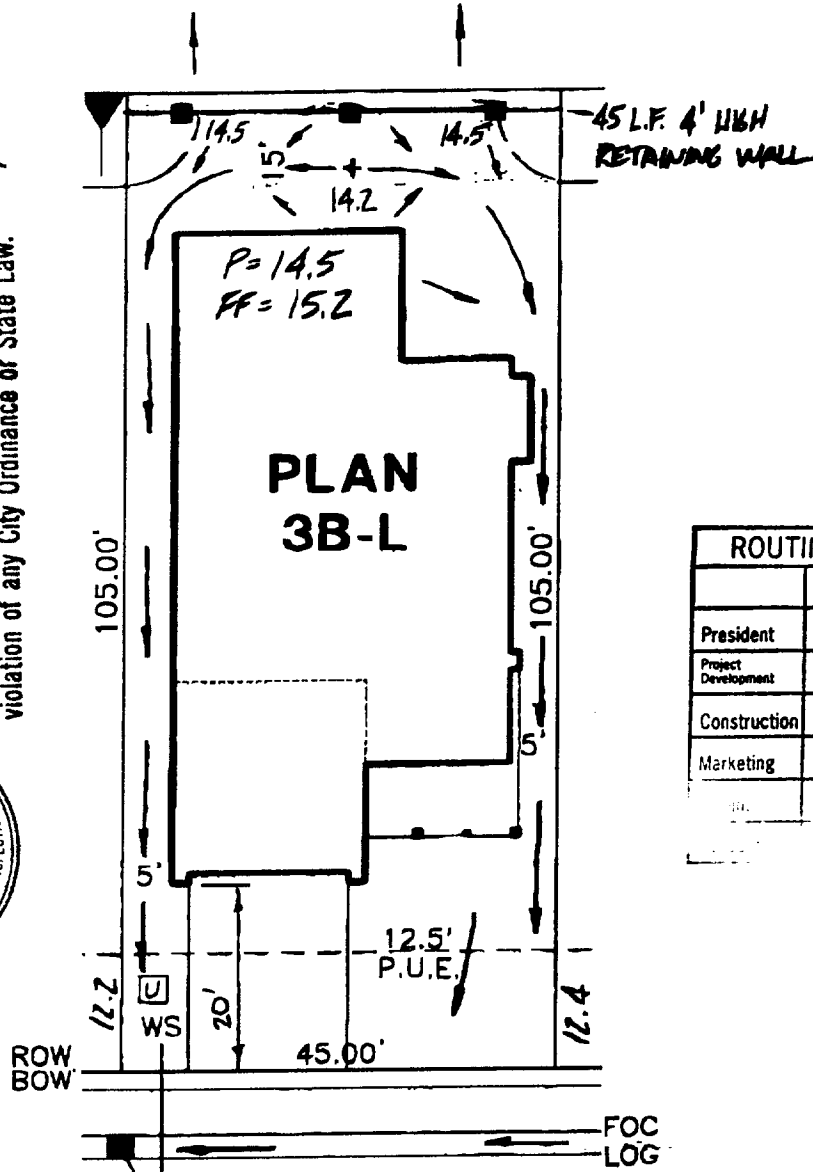 violation of any City Ordinance or State Law.
45 L.F. 4' HIGH
RETAINING WALL
14.5
14.5
15'
14.2
P= 14.5
FF= 15.2
PLAN
3B-L
105.00'
105.00'
ROUTI
President
Project
Development
Construction
Marketing
5'
5'
12.5'
P.U.E.
12.2
U
WS
20'
12.4
45.00'
ROW
BOW
FOC
LOG